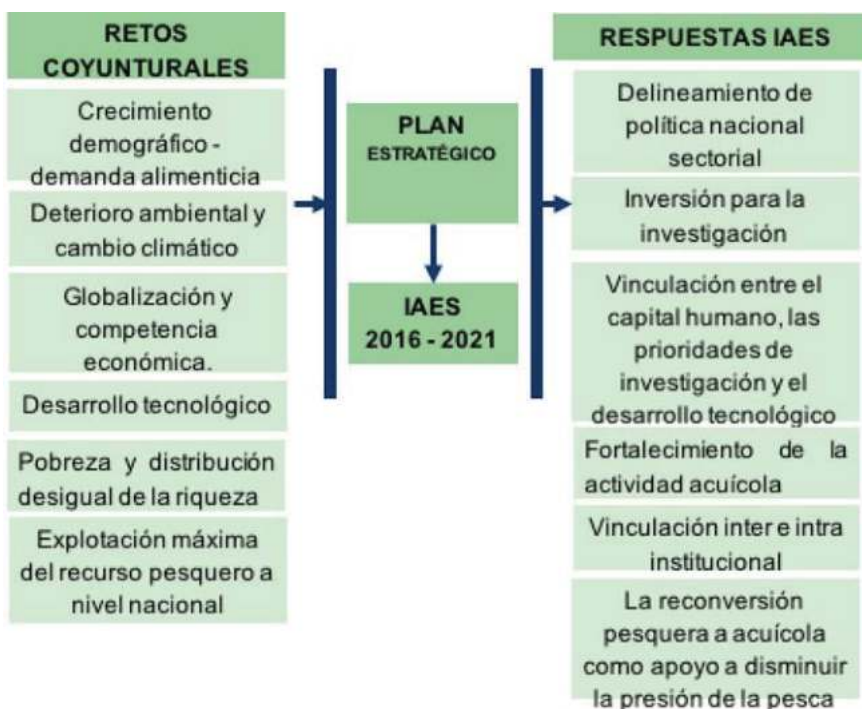 RETOS
COYUNTURALES
Crecimiento
demográfico -
demanda alimenticia
Deterioro ambiental y
cambio climático
Globalización y
competencia
económica.
Desarrollo tecnológico
Pobreza y distribución
desigual de la riqueza
Explotación máxima
del recurso pesquero a
nivel nacional
PLAN
ESTRATÉGICO
IAES
2016 - 2021
RESPUESTAS IAES
Delineamiento de
política nacional
sectorial
Inversión para la
investigación
Vinculación entre el
capital humano, las
prioridades de
investigación y el
desarrollo tecnológico
Fortalecimiento de la
actividad acuícola
Vinculación inter e intra
institucional
La reconversión
pesquera a acuícola
como apoyo a disminuir
la presión de la pesca